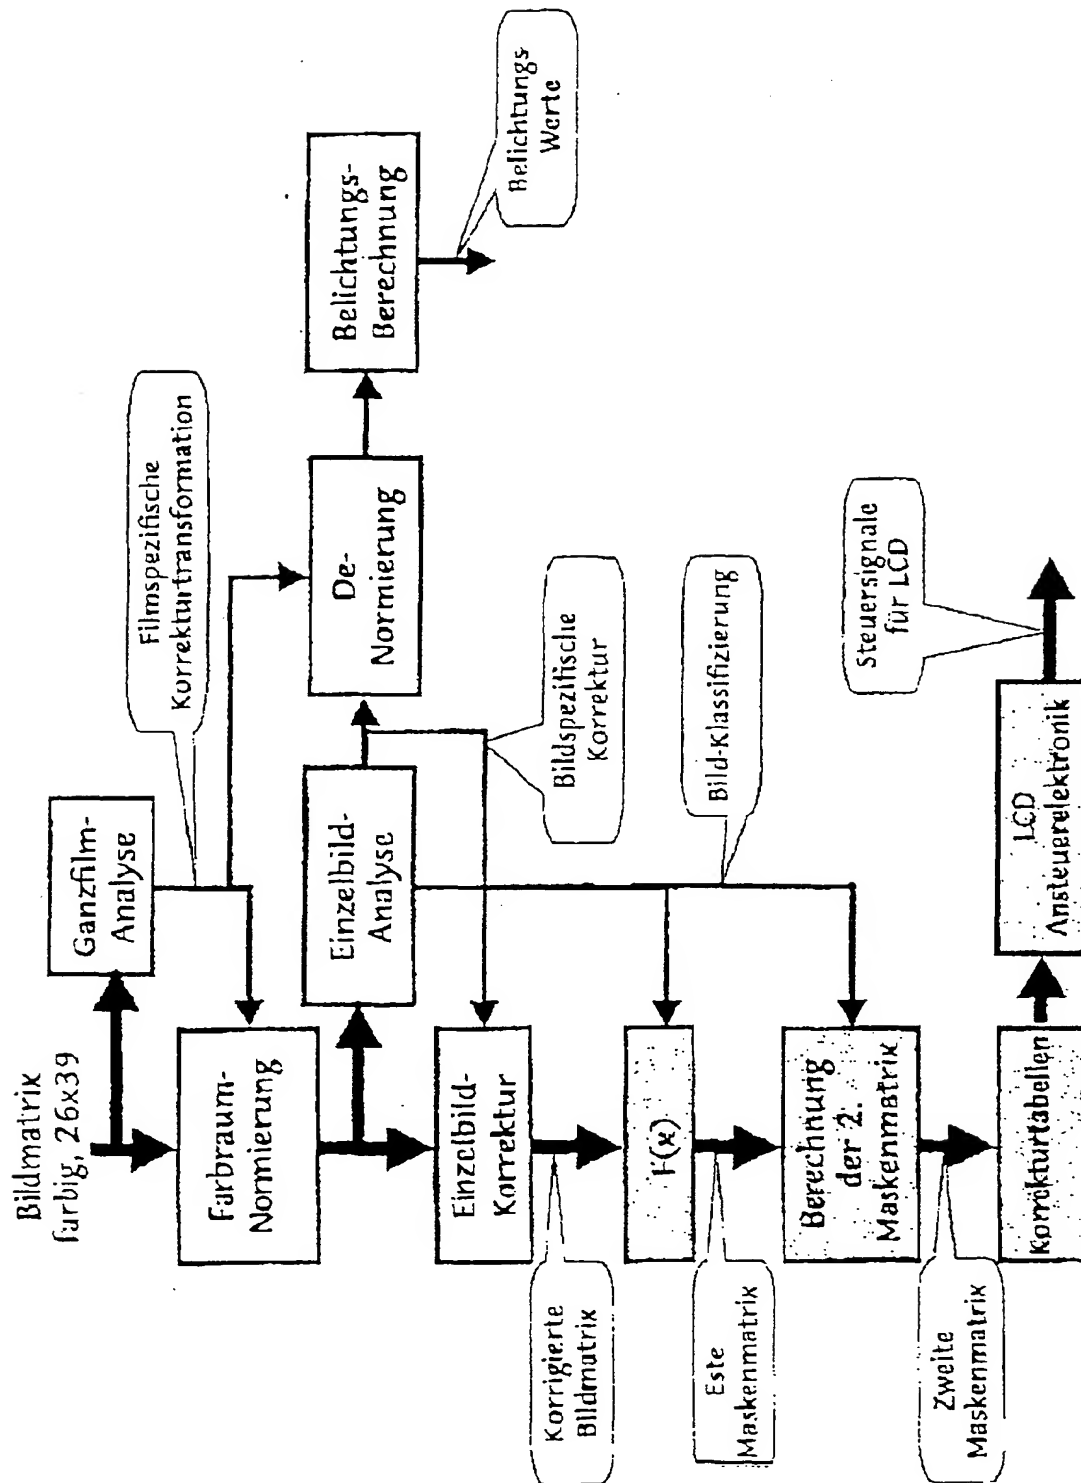 Bildmatrix
farbig, 26x39
Ganzfilm-
Analyse
Filmspezifische
Korrekturtransformation
Farbraum-
Normierung
Einzelbild-
Analyse
De-
Normierung
Belichtungs-
Berechnung
Belichtungs
Werte
Bildspezifische
Korrektur
Einzelbild-
Korrektur
Korrigierte
Bildmatrix
Bild-Klassifizierung
F(x)
Este
Maskenmatrix
Berechnung
der 2.
Maskenmatrix
Zweite
Maskenmatrix
Korrekturtabellen
LCD
Ansteuerelektronik
Steuersignale
für LCD